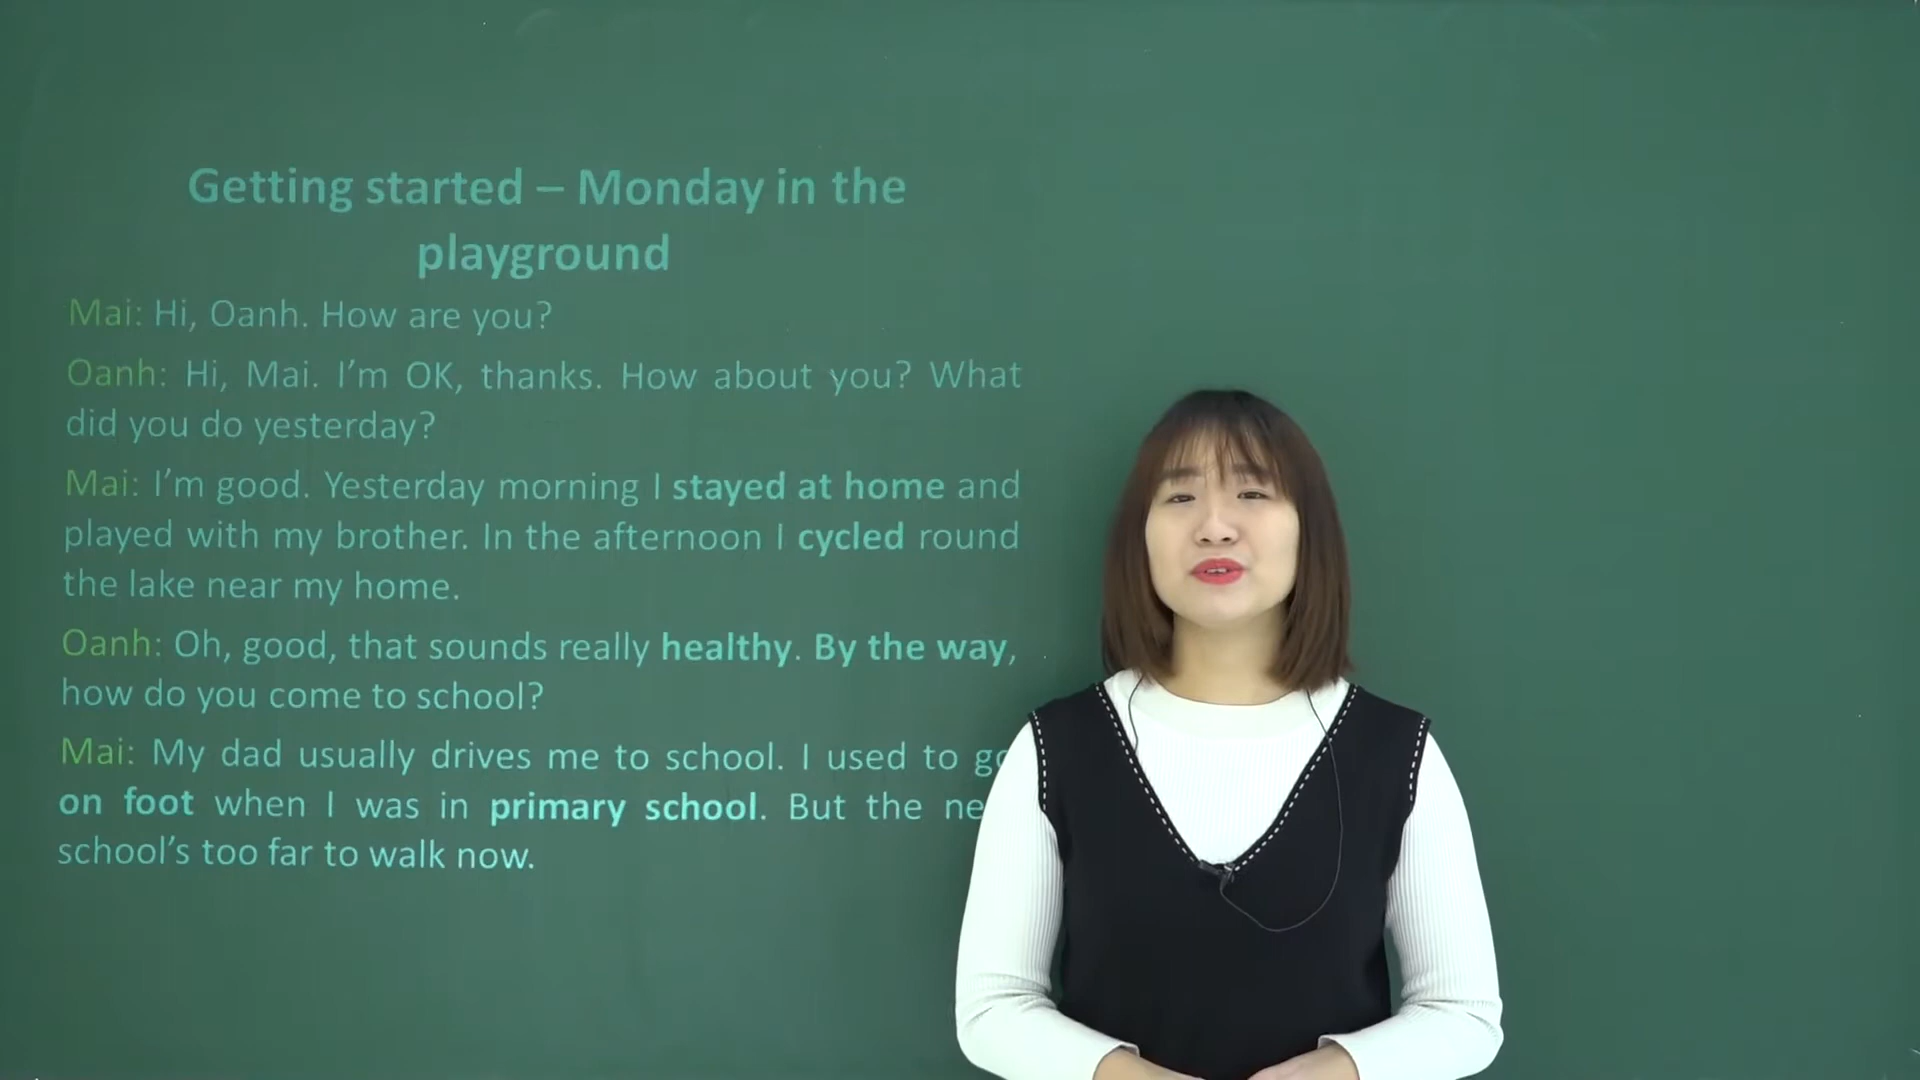 Getting started – Monday in the
playground
Mai: Hi, Oanh. How are you?
Oanh: Hi, Mai. I’m OK, thanks. How about you? What
did you do yesterday?
Mai: I’m good. Yesterday morning I stayed at home and
played with my brother. In the afternoon I cycled round
the lake near my home.
Oanh: Oh, good, that sounds really healthy. By the way,
how do you come to school?
Mai: My dad usually drives me to school. I used to go
on foot when I was in primary school. But the
school’s too far to walk now.